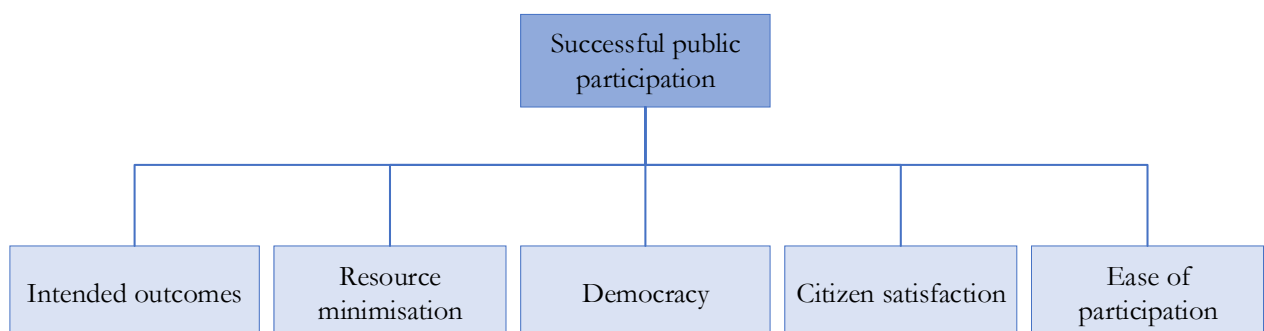 Successful public
participation
Intended outcomes
Resource
minimisation
Democracy
Citizen satisfaction
Ease of
participation